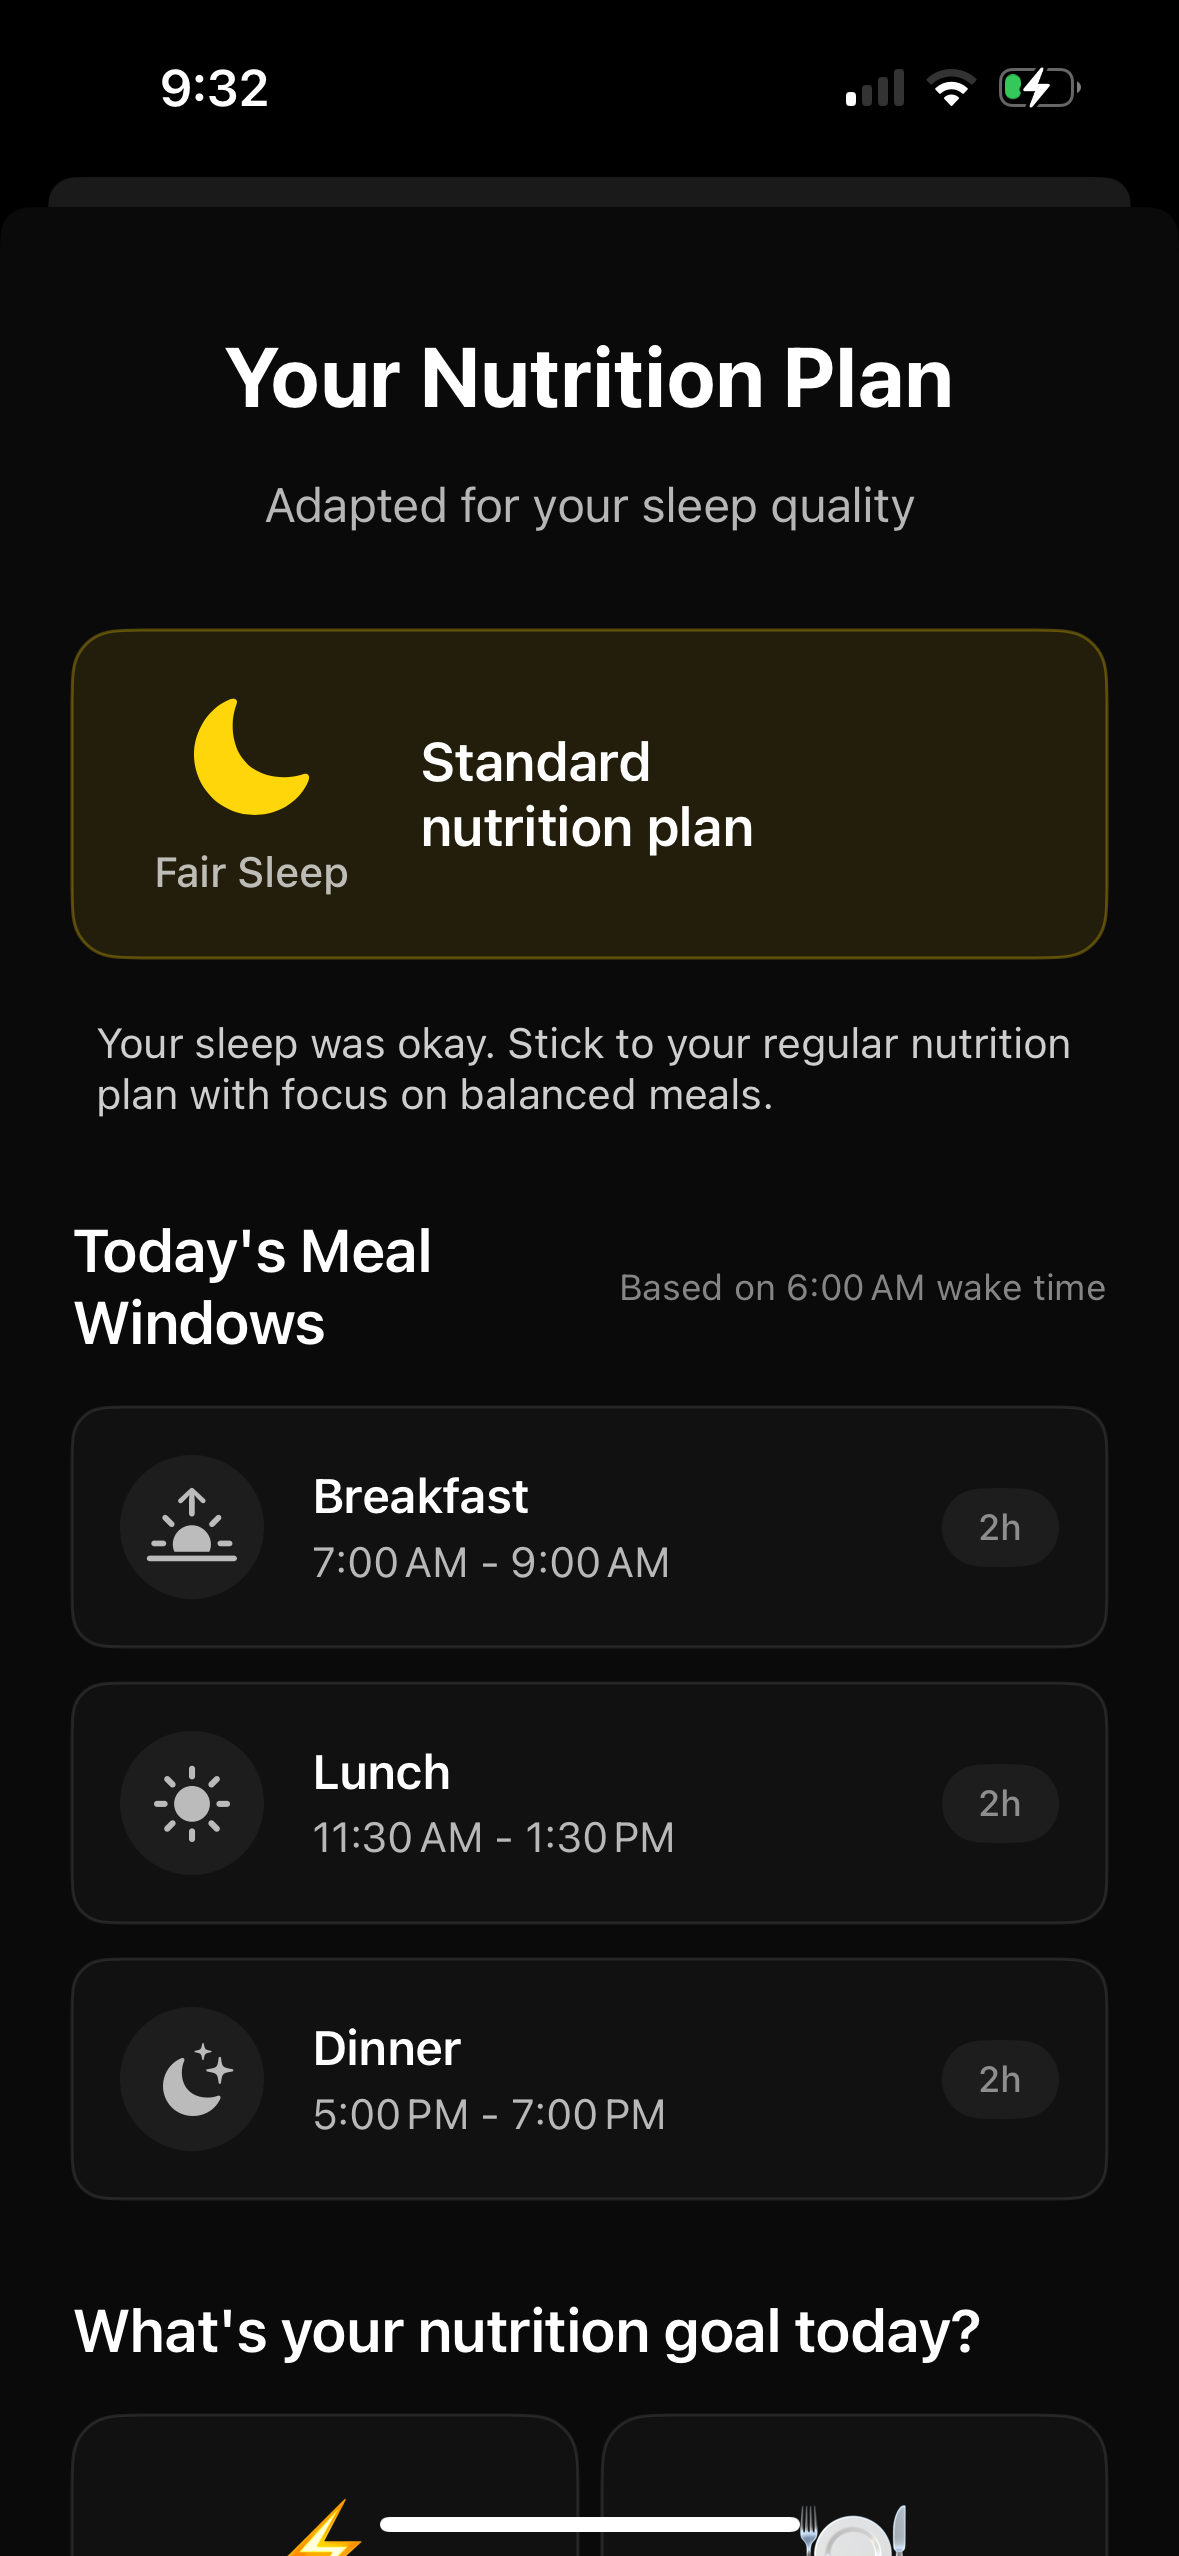 9:32
Your Nutrition Plan
Adapted for your sleep quality
Standard
nutrition plan
Fair Sleep
Your sleep was okay. Stick to your regular nutrition
plan with focus on balanced meals.
Today's Meal
Windows
Based on 6:00 AM wake time
Breakfast
7:00 AM - 9:00 AM
2h
Lunch
11:30 AM - 1:30 PM
2h
Dinner
5:00 PM - 7:00 PM
2h
What's your nutrition goal today?